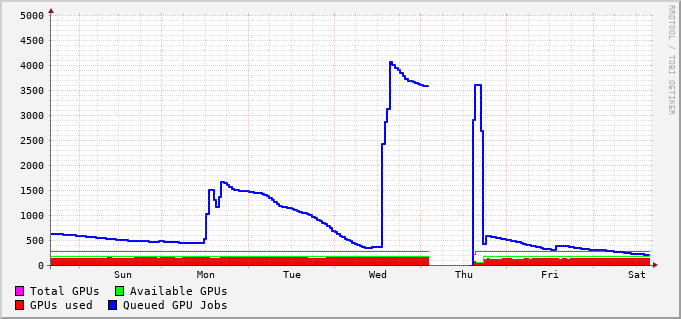 5000
4500
4000
3500
3000
2500
2000
1500
1000
500
0
Sun Mon Tue Wed Thu Fri Sat
Total GPUs Available GPUs
GPUs used Queued GPU Jobs
RRDTOOL / TOBI OETIKER